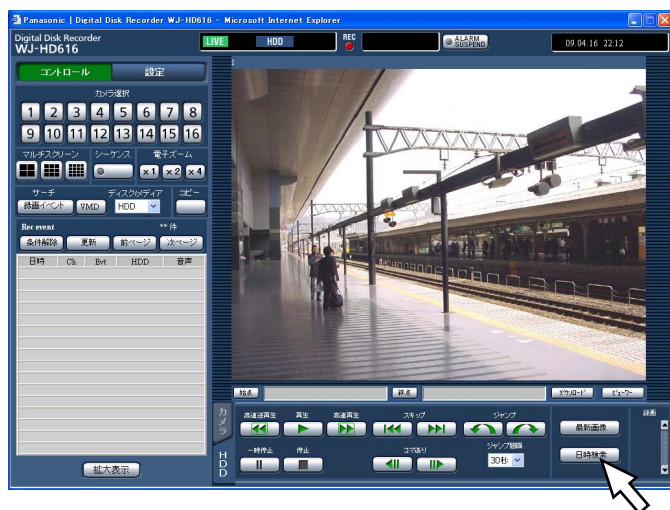 Panasonic | Digital Disk Recorder WJ-HD616 - Microsoft Internet Explorer
Digital Disk Recorder
WJ-HD616
LIVE HDD REC ALARM SUSPEND 09.04.16 22:12
コントロール 設定
カメラ選択
1 2 3 4 5 6 7 8
9 10 11 12 13 14 15 16
マルチスクリーン シーケンス 電子ズーム
×1 ×2 ×4
サーチ ディスク/メディア コピー
録画イベント VMD HDD
Rec event ** 件
条件解除 更新 前ページ 次ページ
日時 Ch Evt HDD 音声
拡大表示
1
始点 終点 ダウンロード ビューワー
カメラ
HDD
高速逆再生 再生 高速再生 スキップ ジャンプ 録画
最新画像
一時停止 停止 コマ送り ジャンプ間隔
30秒
日時検索